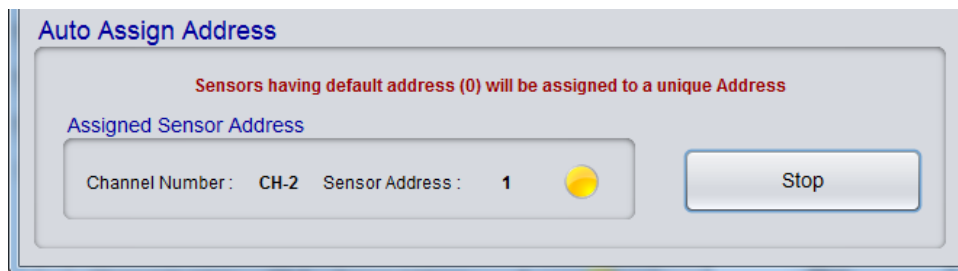 Auto Assign Address
Sensors having default address (0) will be assigned to a unique Address
Assigned Sensor Address
Channel Number : CH-2 Sensor Address : 1
Stop